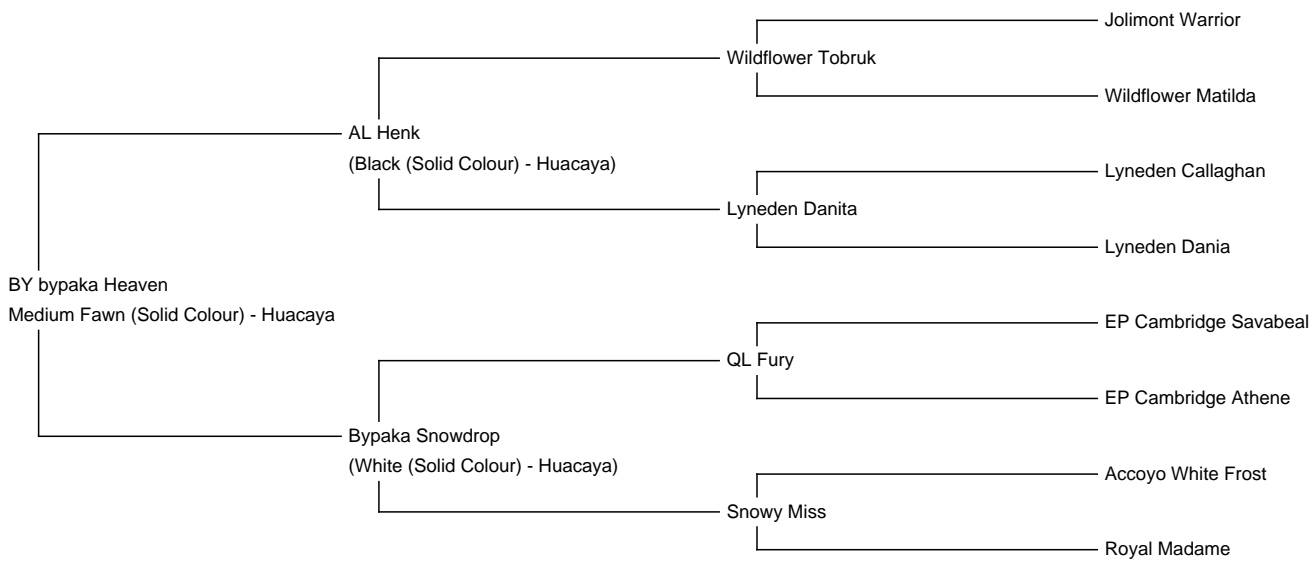 Jolimont Warrior
Wildflower Tobruk
Wildflower Matilda
AL Henk
(Black (Solid Colour) - Huacaya)
Lyneden Callaghan
Lyneden Danita
Lyneden Dania
BY bypaka Heaven
Medium Fawn (Solid Colour) - Huacaya
EP Cambridge Savabeal
QL Fury
EP Cambridge Athene
Bypaka Snowdrop
(White (Solid Colour) - Huacaya)
Accoyo White Frost
Snowy Miss
Royal Madame